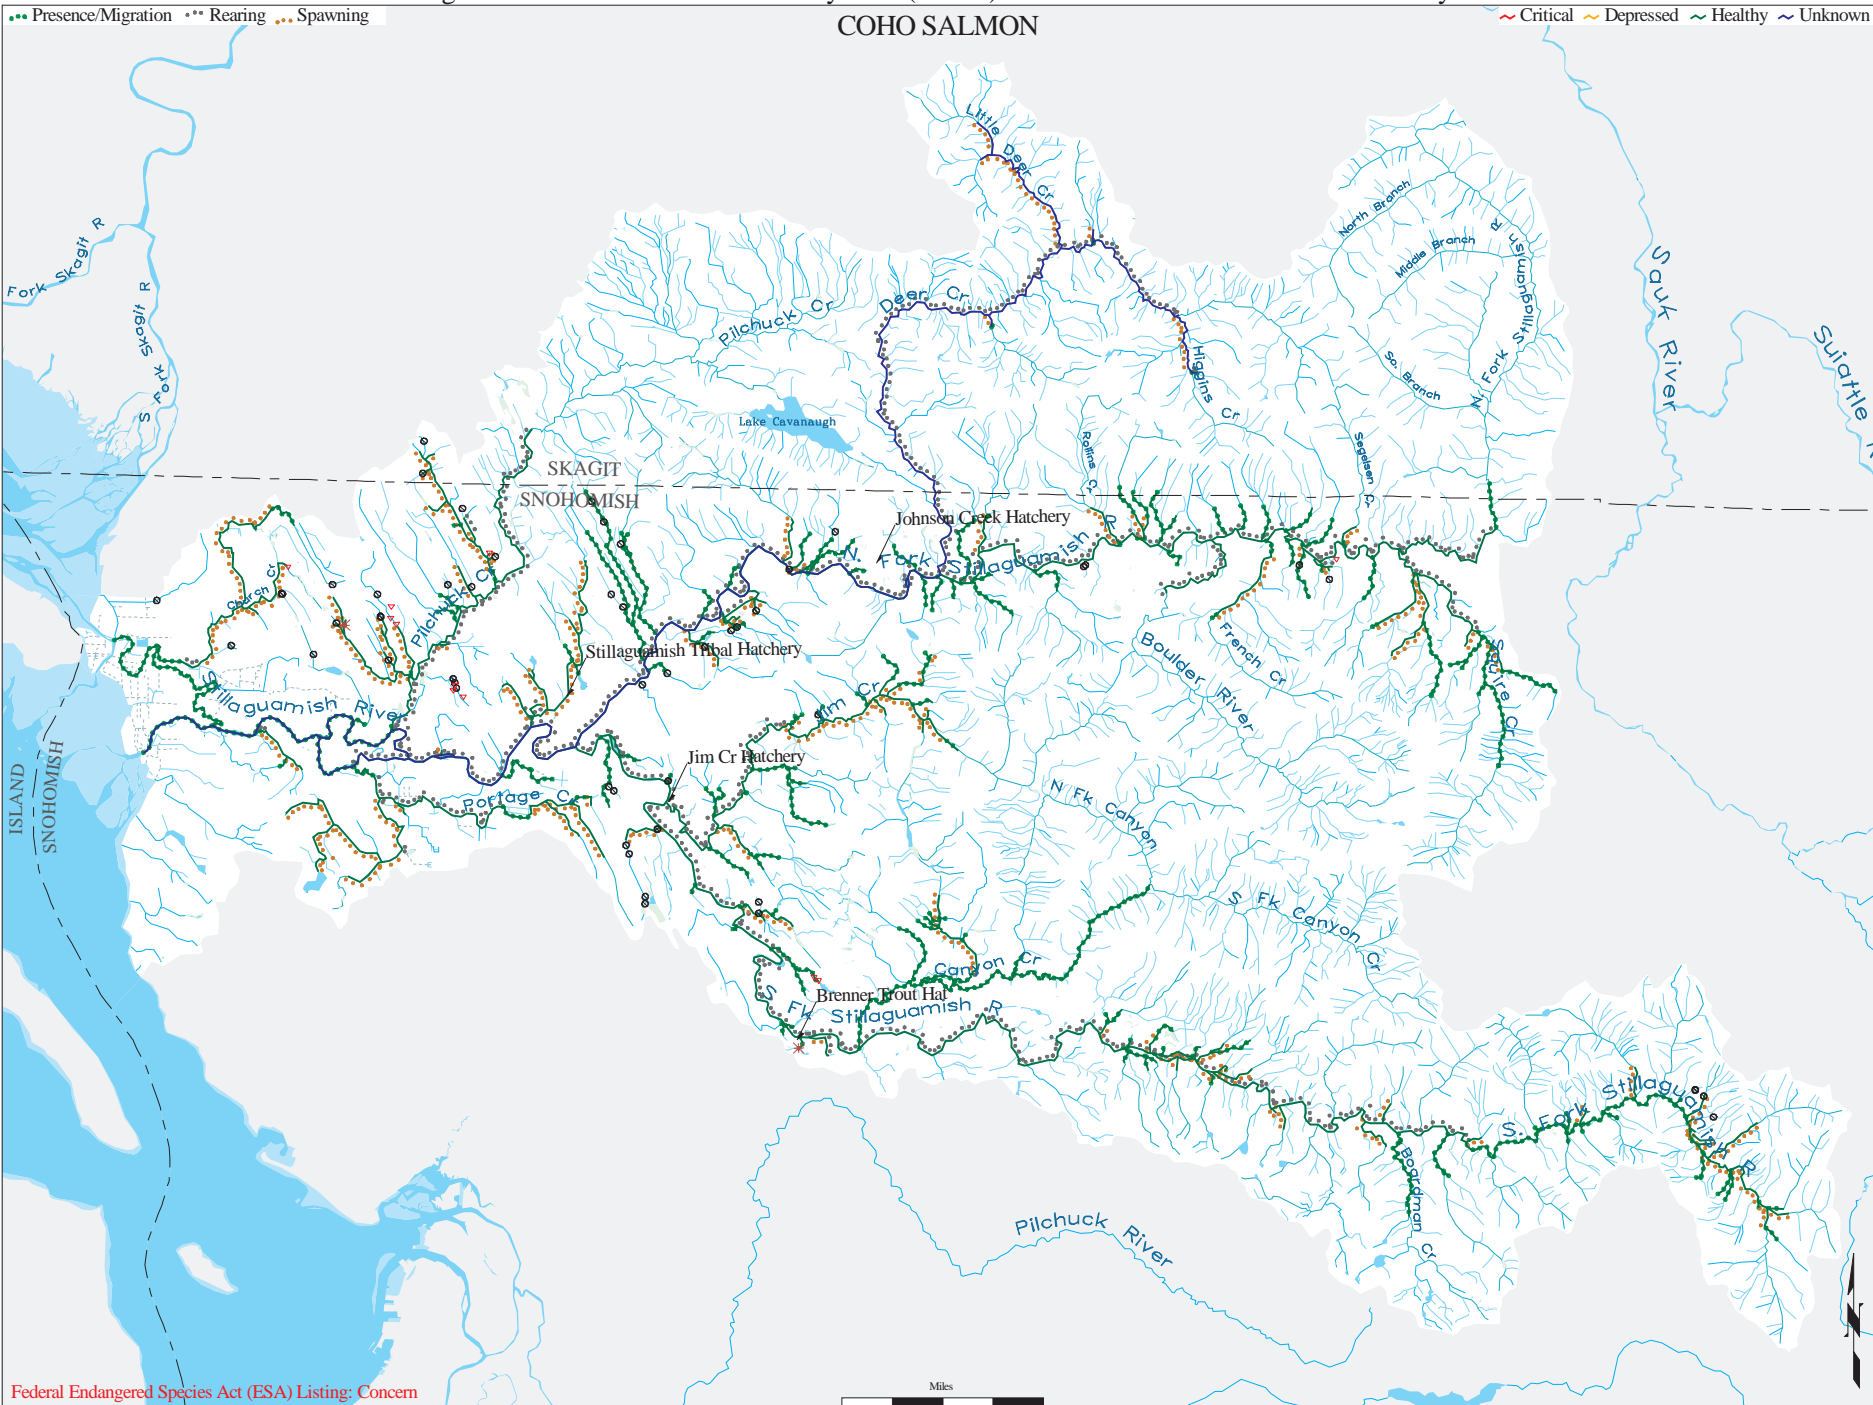 Presence/Migration Rearing Spawning
COHO SALMON
Critical Depressed Healthy Unknown
Little Deer Cr
North Branch
Middle Branch
N. Fork Stillaguamish R
So. Branch
Sauk River
Suiattle
Fork Skagit R
S Fork Skagit R
Pilchuck Cr
Deer Cr
Higgins Cr
Lake Cavanaugh
Rollins Cr
Segelsen Cr
SKAGIT
SNOHOMISH
Johnson Creek Hatchery
N. Fork Stillaguamish R
Church Cr
Pilchuck Cr
Stillaguamish Tribal Hatchery
Boulder River
French Cr
Squire Cr
Stillaguamish River
Jim Cr
Jim Cr Hatchery
ISLAND
SNOHOMISH
Portage Cr
N Fk Canyon
S Fk Canyon Cr
Canyon Cr
Brenner Trout Hat
S Fk Stillaguamish R
S. Fork Stillaguamish R
Boardman Cr
Pilchuck River
N
Federal Endangered Species Act (ESA) Listing: Concern
Miles